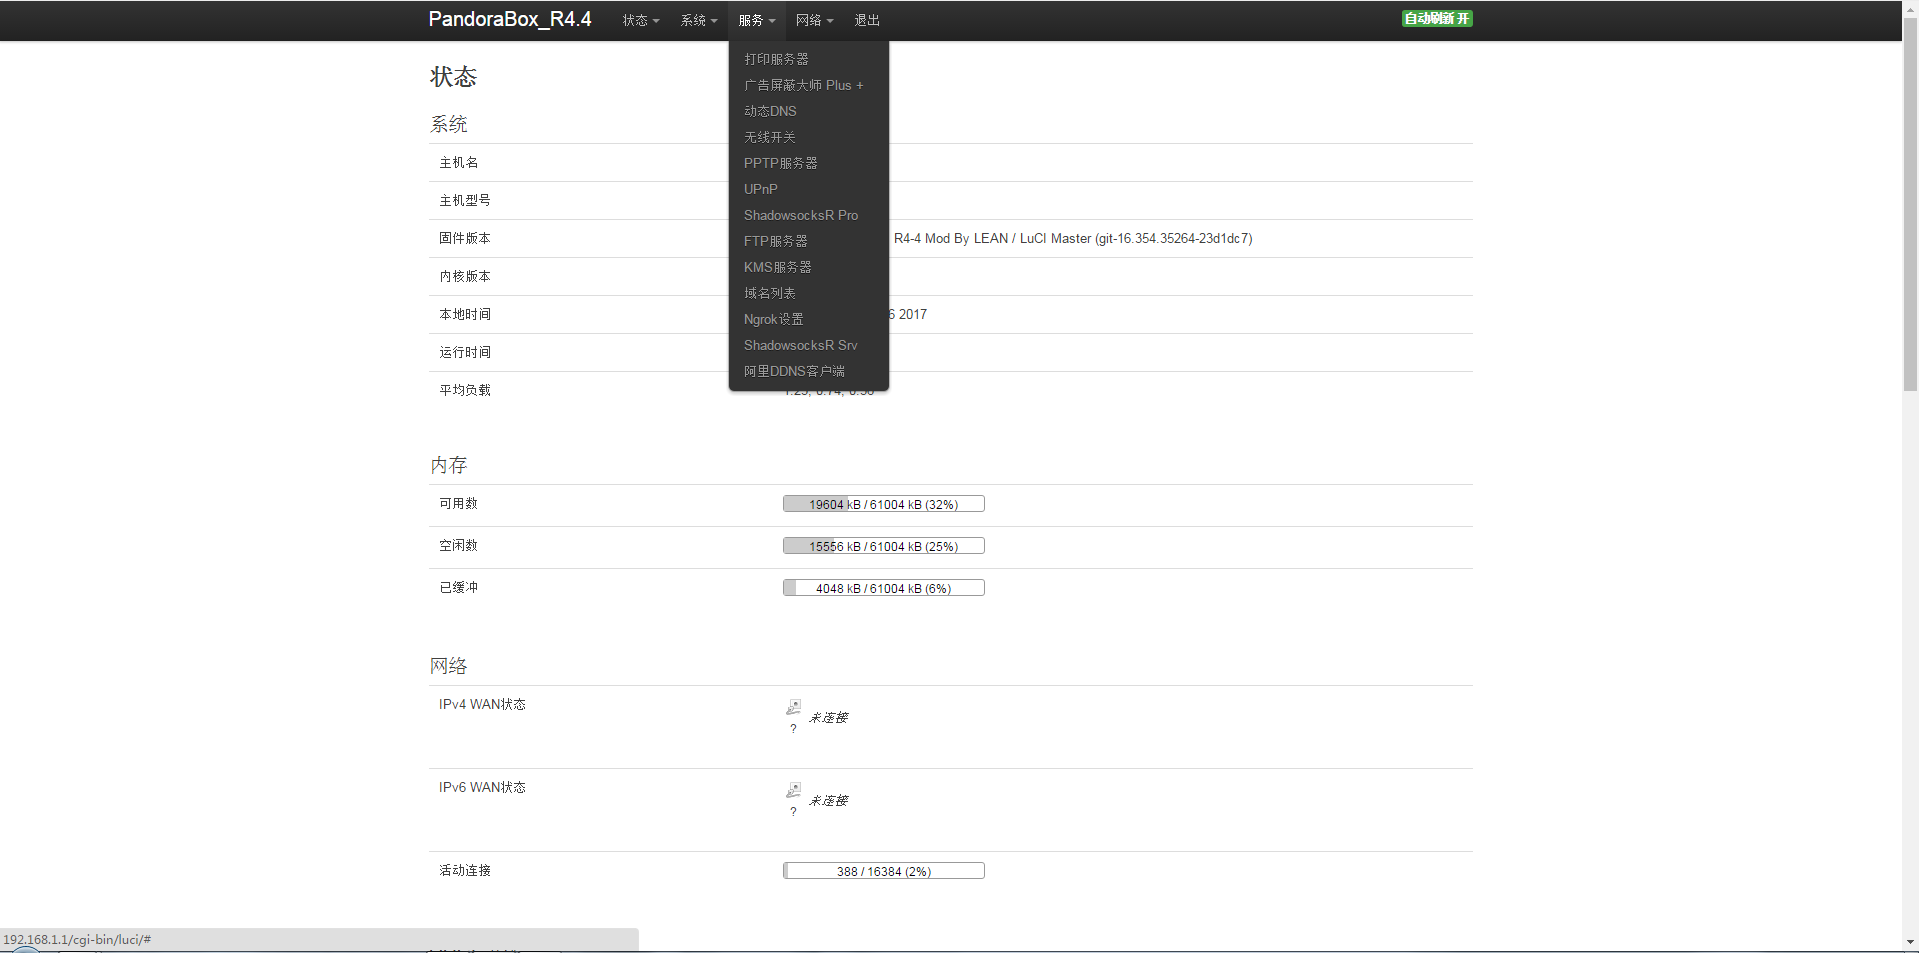 PandoraBox_R4.4 状态 系统 服务 网络 退出 自动刷新 开
打印服务器
广告屏蔽大师 Plus +
动态DNS
无线开关
PPTP服务器
UPnP
ShadowsocksR Pro
FTP服务器
KMS服务器
域名列表
Ngrok设置
ShadowsocksR Srv
阿里DDNS客户端
状态
系统
主机名
主机型号
固件版本 R4-4 Mod By LEAN / LuCI Master (git-16.354.35264-23d1dc7)
内核版本
本地时间 6 2017
运行时间
平均负载
内存
可用数 19604 kB / 61004 kB (32%)
空闲数 15556 kB / 61004 kB (25%)
已缓冲 4048 kB / 61004 kB (6%)
网络
IPv4 WAN状态 ? 未连接
IPv6 WAN状态 ? 未连接
活动连接 388 / 16384 (2%)
192.168.1.1/cgi-bin/luci/#